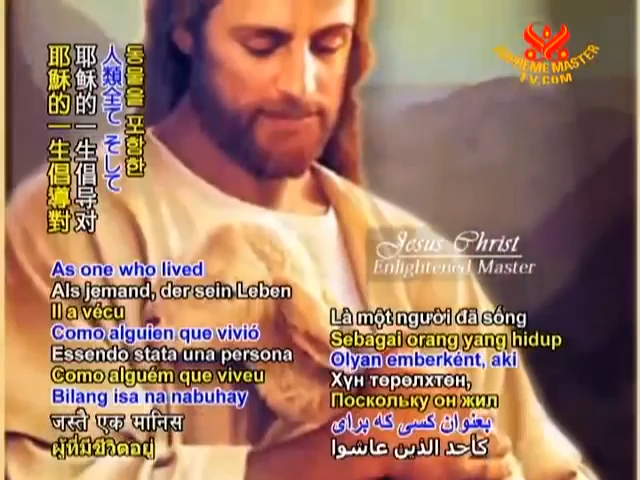 SUPREME MASTER
TV.COM
동물을 포함한
人類全て そして
耶稣的一生倡导对
耶穌的一生倡導對
Jesus Christ
Enlightened Master
As one who lived
Als jemand, der sein Leben
Il a vécu
Como alguien que vivió
Essendo stata una persona
Como alguém que viveu
Bilang isa na nabuhay
जस्तै एक मानिस
ผู้ที่มีชีวิตอยู่
Là một người đã sống
Sebagai orang yang hidup
Olyan emberként, aki
Хүн төрөлхтөн,
Поскольку он жил
بعنوان کسی که برای
كأحد الذين عاشوا